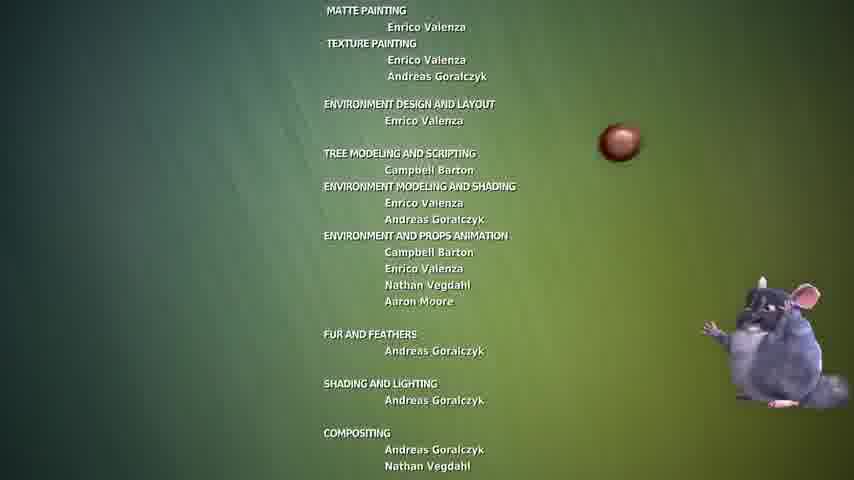 MATTE PAINTING
Enrico Valenza
TEXTURE PAINTING
Enrico Valenza
Andreas Goralczyk
ENVIRONMENT DESIGN AND LAYOUT
Enrico Valenza
TREE MODELING AND SCRIPTING
Campbell Barton
ENVIRONMENT MODELING AND SHADING
Enrico Valenza
Andreas Goralczyk
ENVIRONMENT AND PROPS ANIMATION
Campbell Barton
Enrico Valenza
Nathan Vegdahl
Aaron Moore
FUR AND FEATHERS
Andreas Goralczyk
SHADING AND LIGHTING
Andreas Goralczyk
COMPOSITING
Andreas Goralczyk
Nathan Vegdahl